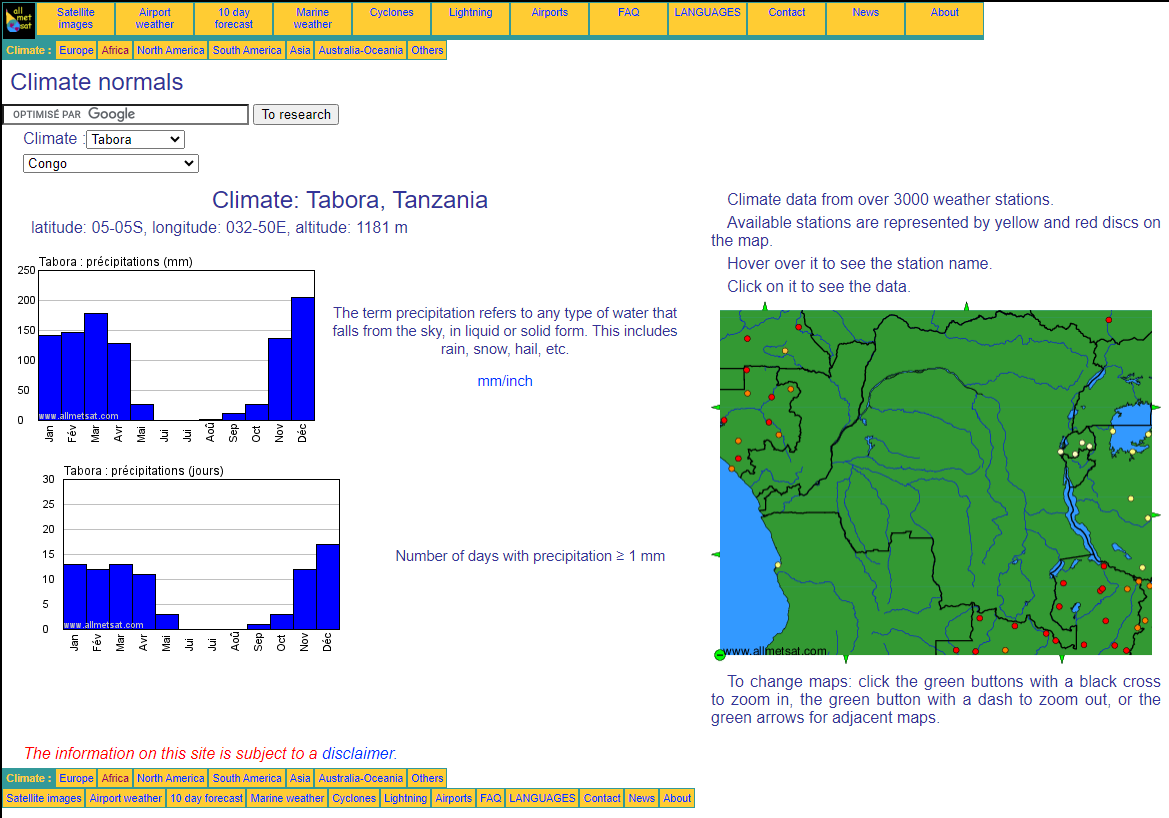 all
met
sat
Satellite images
Airport weather
10 day forecast
Marine weather
Cyclones
Lightning
Airports
FAQ
LANGUAGES
Contact
News
About
Climate : Europe Africa North America South America Asia Australia-Oceania Others
Climate normals
OPTIMISÉ PAR Google To research
Climate : Tabora
Congo
Climate: Tabora, Tanzania
latitude: 05-05S, longitude: 032-50E, altitude: 1181 m
Tabora : précipitations (mm)
250
200
150
100
50
0
www.allmetsat.com
Jan Fév Mar Avr Mai Jui Jui Aoû Sep Oct Nov Déc
The term precipitation refers to any type of water that
falls from the sky, in liquid or solid form. This includes
rain, snow, hail, etc.
mm/inch
Tabora : précipitations (jours)
30
25
20
15
10
5
0
www.allmetsat.com
Jan Fév Mar Avr Mai Jui Jui Aoû Sep Oct Nov Déc
Number of days with precipitation ≥ 1 mm
Climate data from over 3000 weather stations.
Available stations are represented by yellow and red discs on
the map.
Hover over it to see the station name.
Click on it to see the data.
www.allmetsat.com
To change maps: click the green buttons with a black cross
to zoom in, the green button with a dash to zoom out, or the
green arrows for adjacent maps.
The information on this site is subject to a disclaimer.
Climate : Europe Africa North America South America Asia Australia-Oceania Others
Satellite images Airport weather 10 day forecast Marine weather Cyclones Lightning Airports FAQ LANGUAGES Contact News About